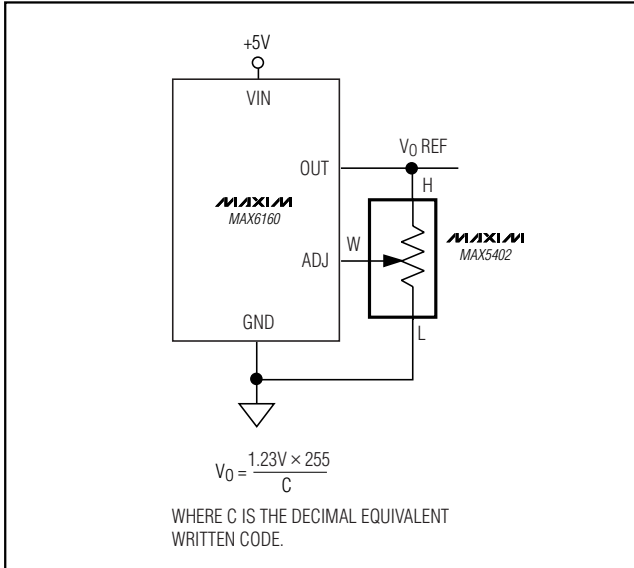 +5V
VIN
V0 REF
OUT
H
MAXIM
MAX6160
W
MAXIM
MAX5402
ADJ
GND
L
V0 = 1.23V × 255
C
WHERE C IS THE DECIMAL EQUIVALENT
WRITTEN CODE.